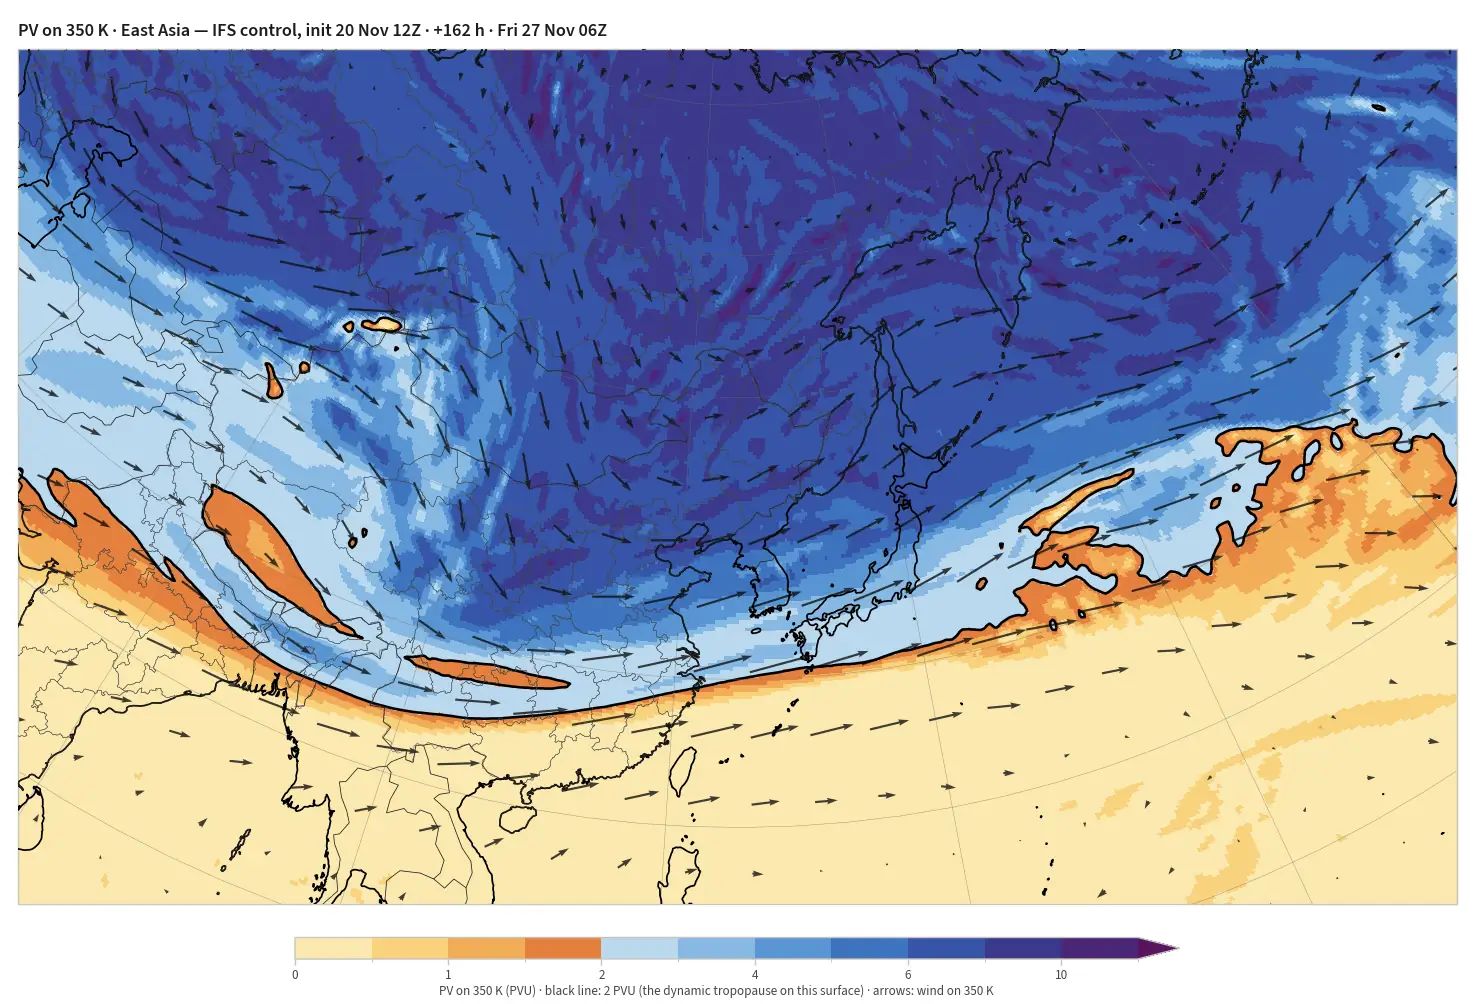 PV on 350 K · East Asia — IFS control, init 20 Nov 12Z · +162 h · Fri 27 Nov 06Z
0 1 2 4 6 10
PV on 350 K (PVU) · black line: 2 PVU (the dynamic tropopause on this surface) · arrows: wind on 350 K